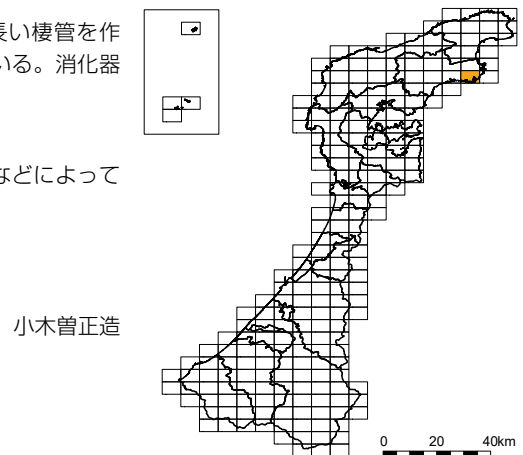 長い棲管を作
いる。消化器
などによって
小木曽正造
0 20 40km